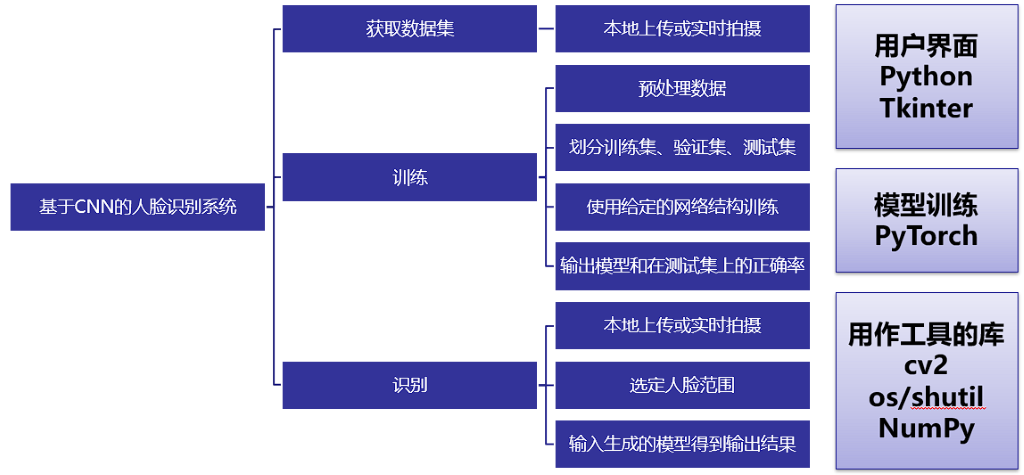 基于CNN的人脸识别系统
获取数据集
本地上传或实时拍摄
训练
预处理数据
划分训练集、验证集、测试集
使用给定的网络结构训练
输出模型和在测试集上的正确率
识别
本地上传或实时拍摄
选定人脸范围
输入生成的模型得到输出结果
用户界面
Python
Tkinter
模型训练
PyTorch
用作工具的库
cv2
os/shutil
NumPy